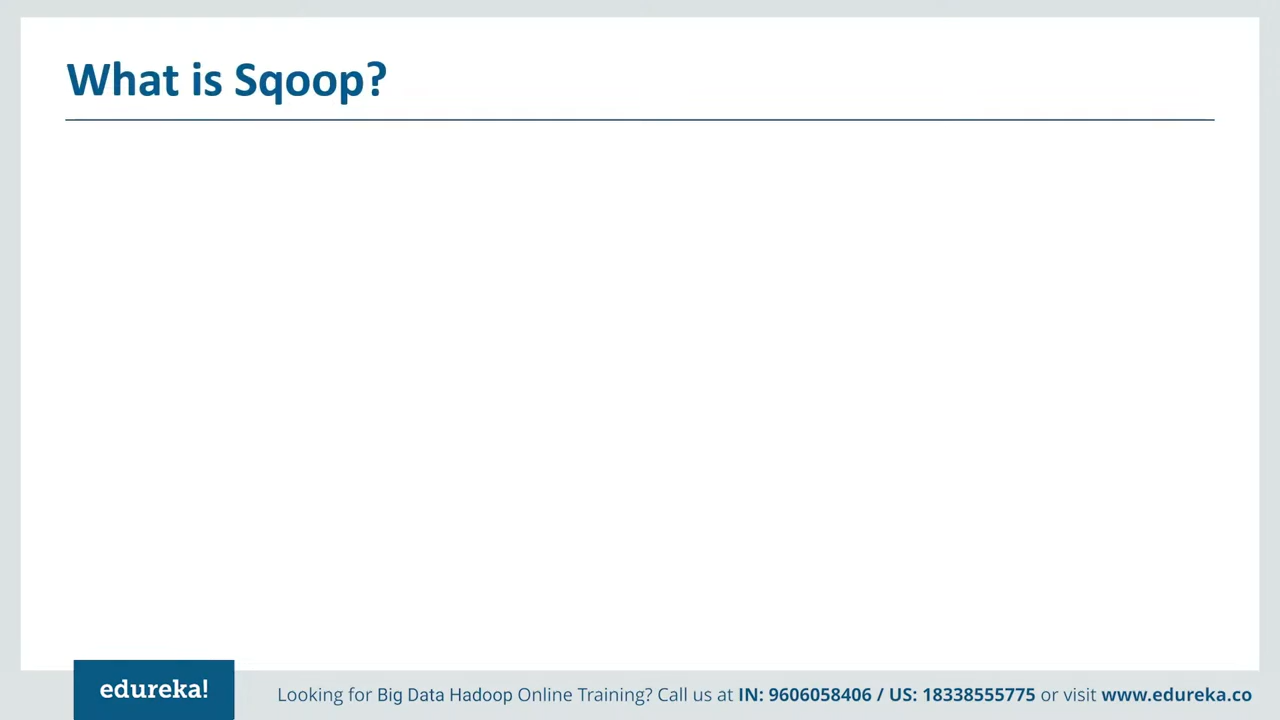 What is Sqoop?
edureka!
Looking for Big Data Hadoop Online Training? Call us at IN: 9606058406 / US: 18338555775 or visit www.edureka.co